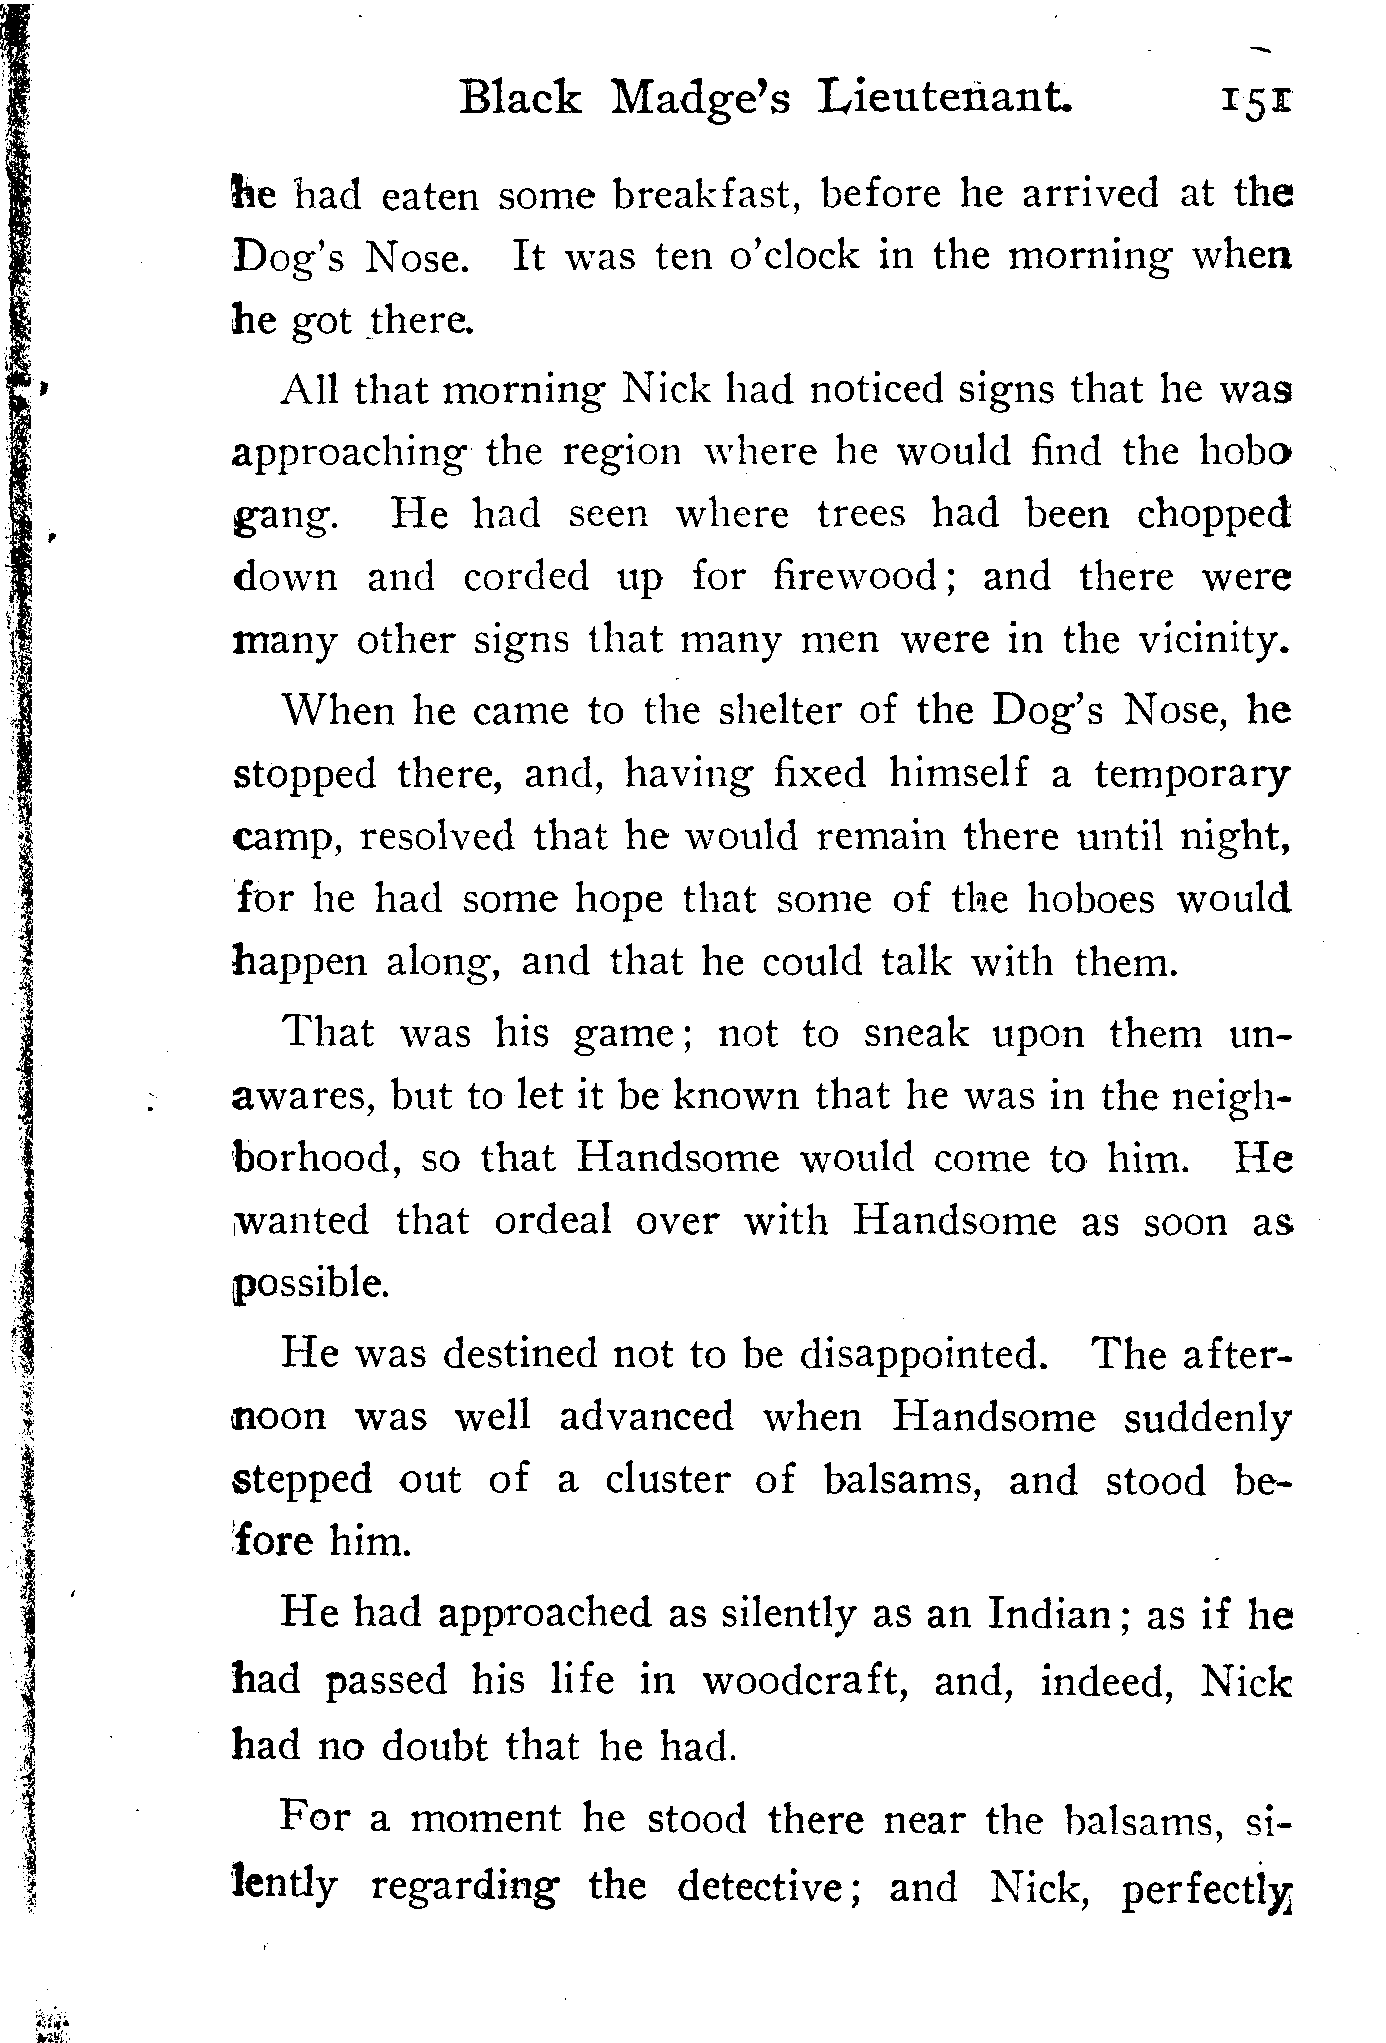 Black Madge's Lieutenant. 151
he had eaten some breakfast, before he arrived at the
Dog's Nose. It was ten o'clock in the morning when
he got there.
All that morning Nick had noticed signs that he was
approaching the region where he would find the hobo
gang. He had seen where trees had been chopped
down and corded up for firewood; and there were
many other signs that many men were in the vicinity.
When he came to the shelter of the Dog's Nose, he
stopped there, and, having fixed himself a temporary
camp, resolved that he would remain there until night,
for he had some hope that some of the hoboes would
happen along, and that he could talk with them.
That was his game; not to sneak upon them un-
awares, but to let it be known that he was in the neigh-
borhood, so that Handsome would come to him. He
wanted that ordeal over with Handsome as soon as
possible.
He was destined not to be disappointed. The after-
noon was well advanced when Handsome suddenly
stepped out of a cluster of balsams, and stood be-
fore him.
He had approached as silently as an Indian; as if he
had passed his life in woodcraft, and, indeed, Nick
had no doubt that he had.
For a moment he stood there near the balsams, si-
lently regarding the detective; and Nick, perfectly